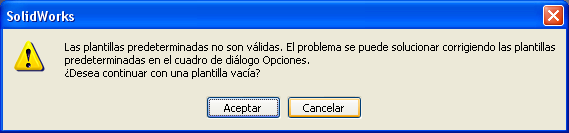 SolidWorks
Las plantillas predeterminadas no son válidas. El problema se puede solucionar corrigiendo las plantillas
predeterminadas en el cuadro de diálogo Opciones.
¿Desea continuar con una plantilla vacía?
Aceptar
Cancelar